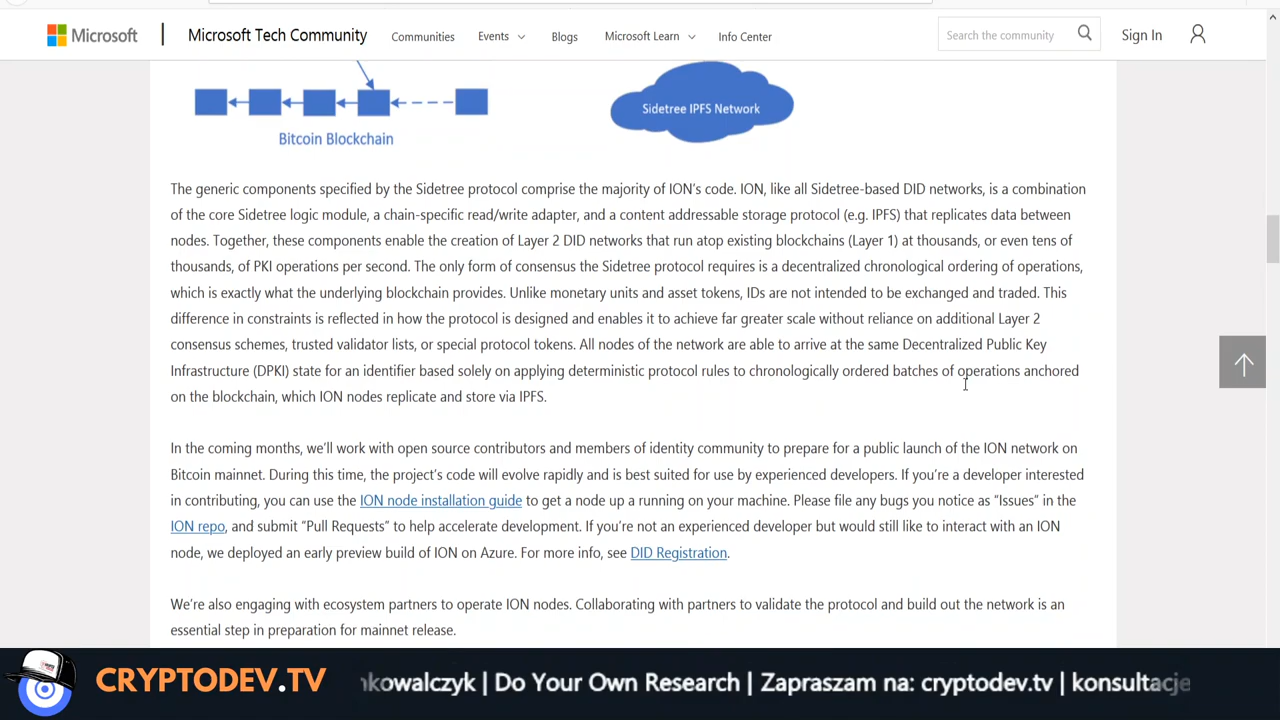 Microsoft
Microsoft Tech Community
Communities
Events
Blogs
Microsoft Learn
Info Center
Search the community
Sign In
Bitcoin Blockchain
Sidetree IPFS Network
The generic components specified by the Sidetree protocol comprise the majority of ION's code. ION, like all Sidetree-based DID networks, is a combination
of the core Sidetree logic module, a chain-specific read/write adapter, and a content addressable storage protocol (e.g. IPFS) that replicates data between
nodes. Together, these components enable the creation of Layer 2 DID networks that run atop existing blockchains (Layer 1) at thousands, or even tens of
thousands, of PKI operations per second. The only form of consensus the Sidetree protocol requires is a decentralized chronological ordering of operations,
which is exactly what the underlying blockchain provides. Unlike monetary units and asset tokens, IDs are not intended to be exchanged and traded. This
difference in constraints is reflected in how the protocol is designed and enables it to achieve far greater scale without reliance on additional Layer 2
consensus schemes, trusted validator lists, or special protocol tokens. All nodes of the network are able to arrive at the same Decentralized Public Key
Infrastructure (DPKI) state for an identifier based solely on applying deterministic protocol rules to chronologically ordered batches of operations anchored
on the blockchain, which ION nodes replicate and store via IPFS.
In the coming months, we'll work with open source contributors and members of identity community to prepare for a public launch of the ION network on
Bitcoin mainnet. During this time, the project's code will evolve rapidly and is best suited for use by experienced developers. If you're a developer interested
in contributing, you can use the ION node installation guide to get a node up a running on your machine. Please file any bugs you notice as "Issues" in the
ION repo, and submit "Pull Requests" to help accelerate development. If you're not an experienced developer but would still like to interact with an ION
node, we deployed an early preview build of ION on Azure. For more info, see DID Registration.
We're also engaging with ecosystem partners to operate ION nodes. Collaborating with partners to validate the protocol and build out the network is an
essential step in preparation for mainnet release.
CRYPTODEV.TV
nkowalczyk | Do Your Own Research | Zapraszam na: cryptodev.tv | konsultacje